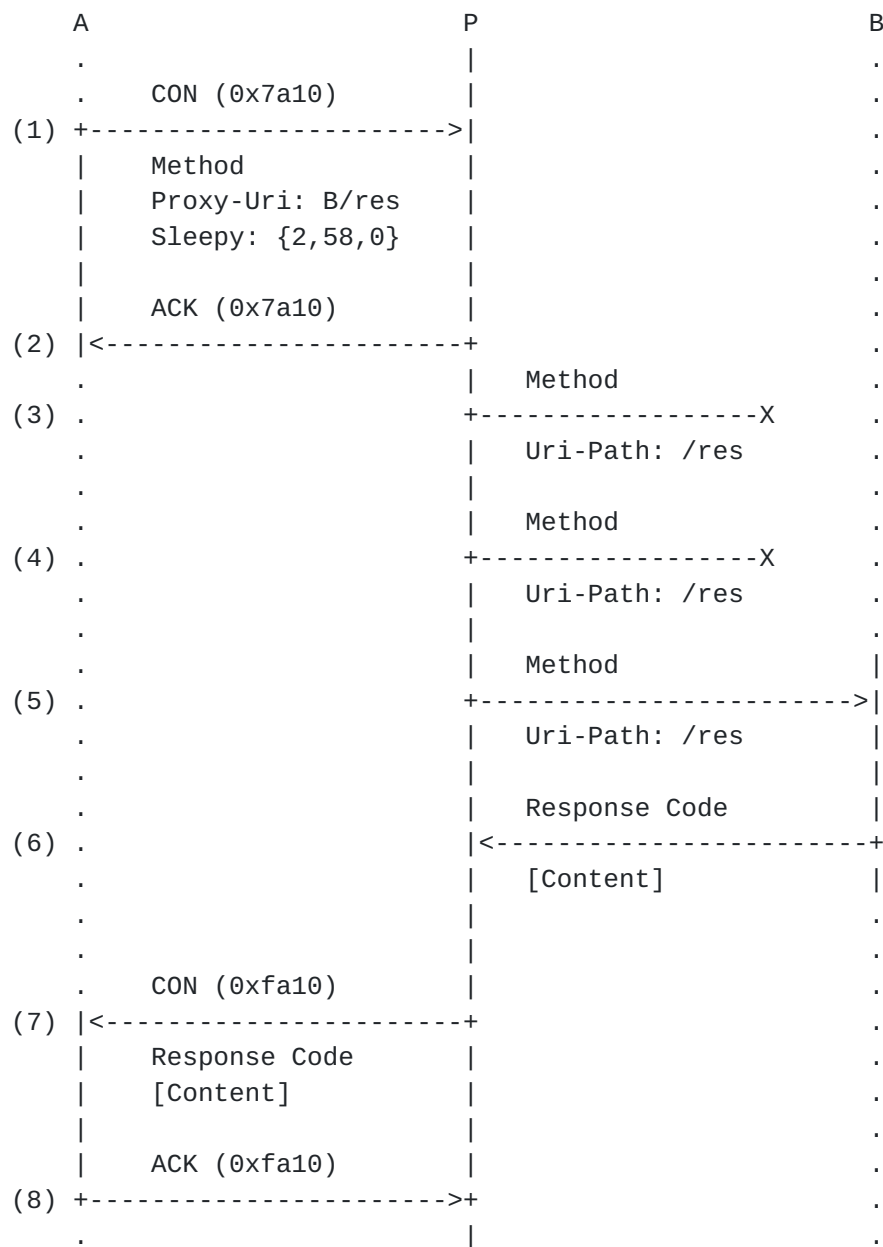 A P B
CON (0x7a10)
(1)
Method
Proxy-Uri: B/res
Sleepy: {2,58,0}
ACK (0x7a10)
(2)
Method
(3) X
Uri-Path: /res
Method
(4) X
Uri-Path: /res
Method
(5)
Uri-Path: /res
Response Code
(6)
[Content]
CON (0xfa10)
(7)
Response Code
[Content]
ACK (0xfa10)
(8)